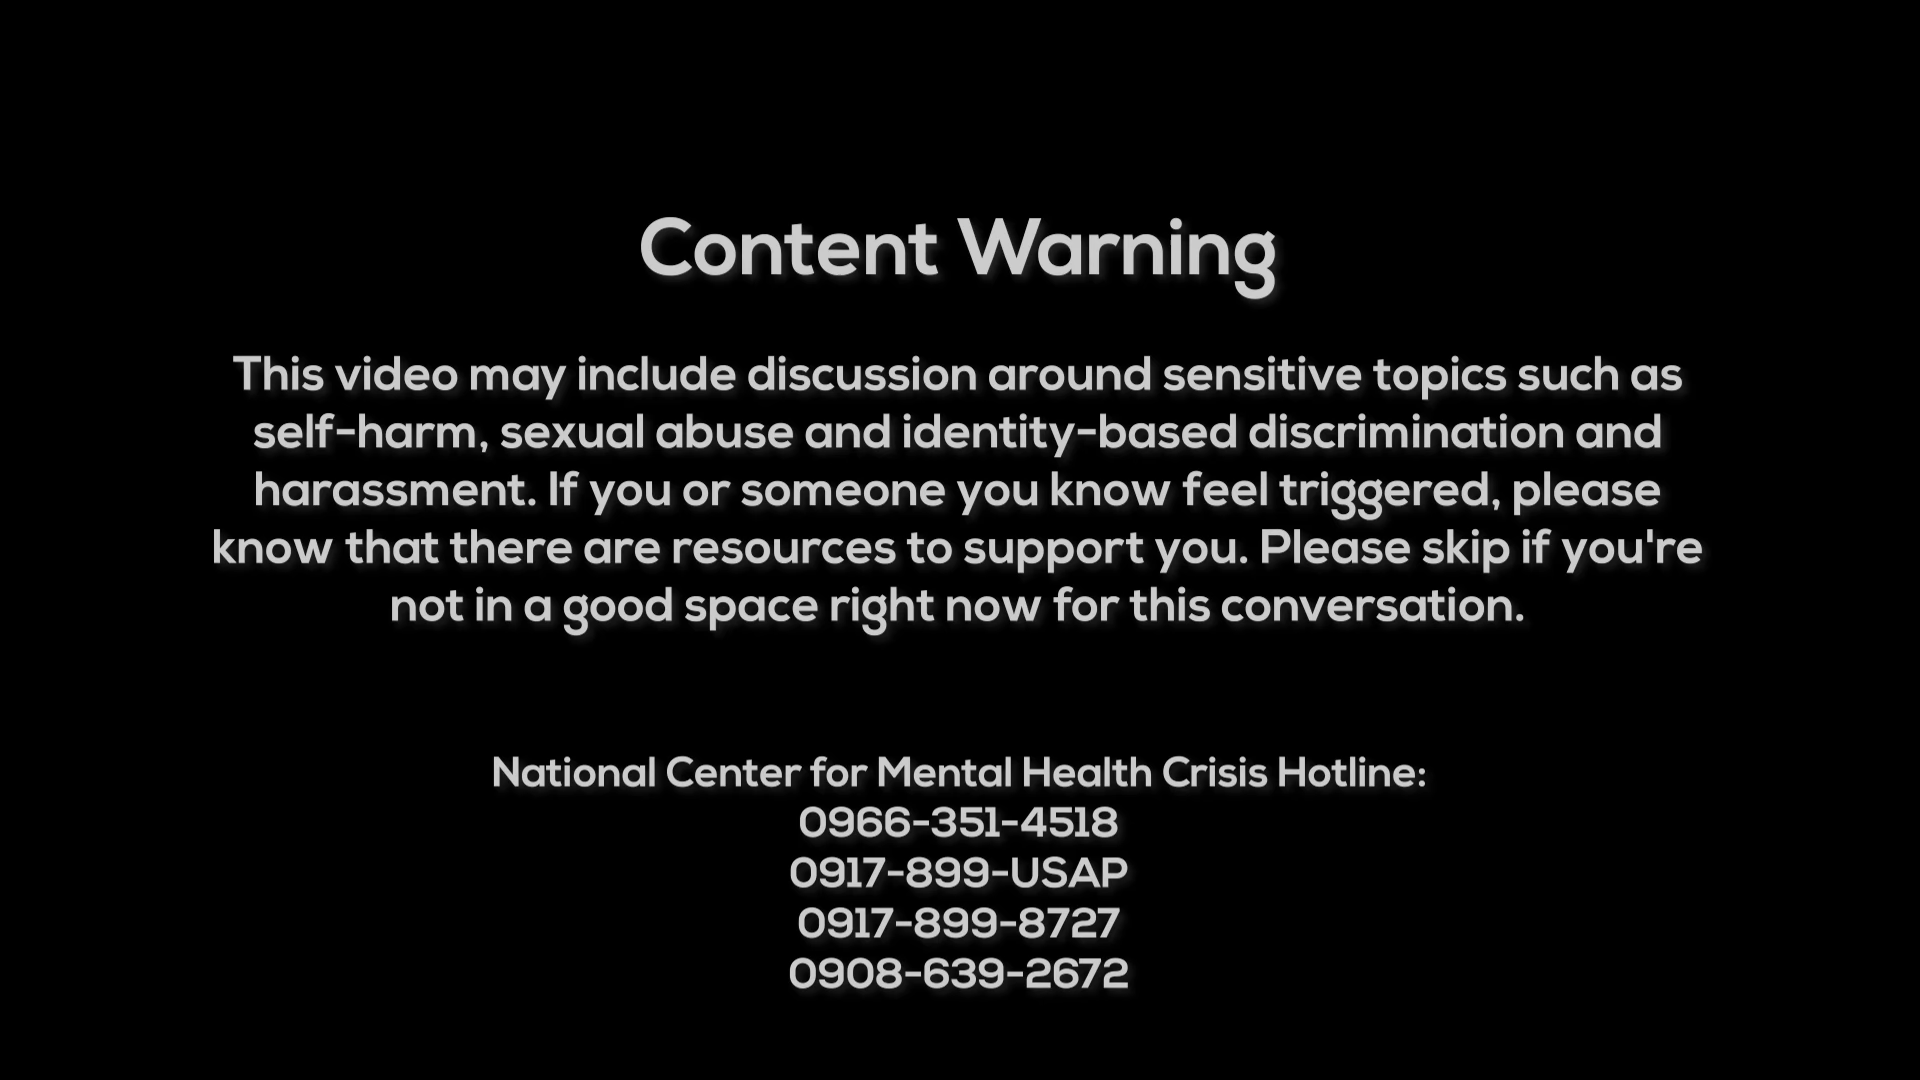 Content Warning
This video may include discussion around sensitive topics such as
self-harm, sexual abuse and identity-based discrimination and
harassment. If you or someone you know feel triggered, please
know that there are resources to support you. Please skip if you're
not in a good space right now for this conversation.
National Center for Mental Health Crisis Hotline:
0966-351-4518
0917-899-USAP
0917-899-8727
0908-639-2672